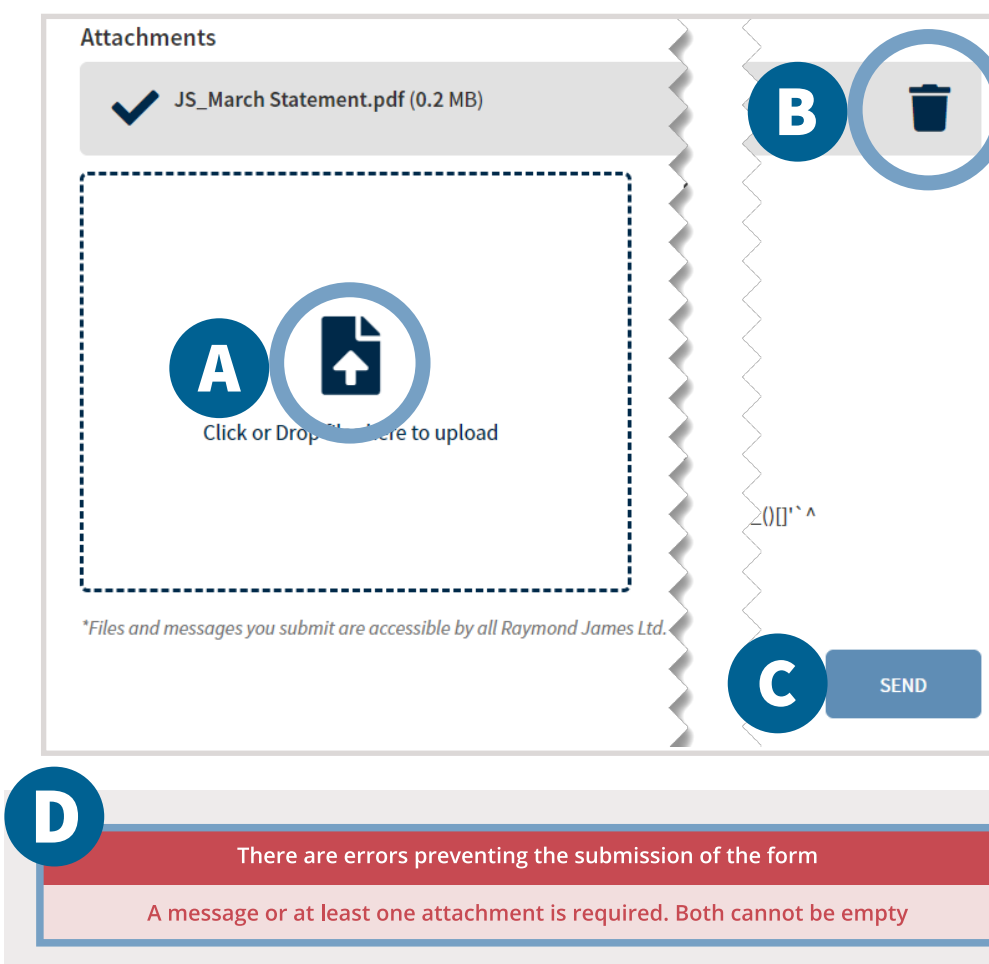 Attachments
JS_March Statement.pdf (0.2 MB)
B
A
Click or Drop here to upload
_()[]'`^
*Files and messages you submit are accessible by all Raymond James Ltd.
C
SEND
D
There are errors preventing the submission of the form
A message or at least one attachment is required. Both cannot be empty